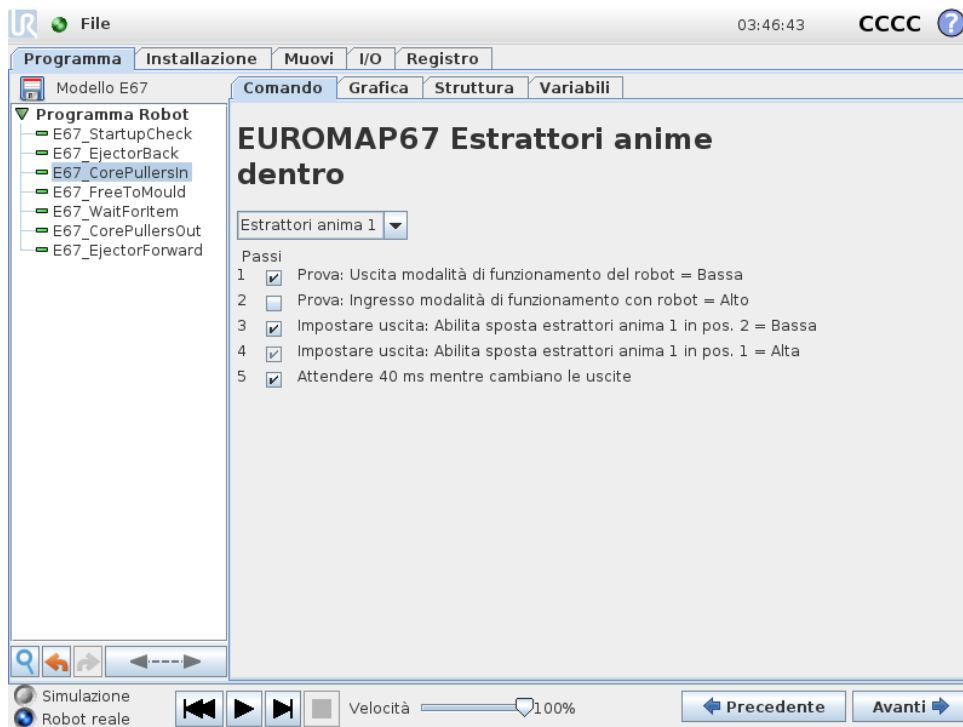 UR File 03:46:43 CCCC ?
Programma Installazione Muovi I/O Registro
Modello E67
Comando Grafica Struttura Variabili
Programma Robot
E67_StartupCheck
E67_EjectorBack
E67_CorePullersIn
E67_FreeToMould
E67_WaitForItem
E67_CorePullersOut
E67_EjectorForward
EUROMAP67 Estrattori anime
dentro
Estrattori anima 1
Passi
1 Prova: Uscita modalità di funzionamento del robot = Bassa
2 Prova: Ingresso modalità di funzionamento con robot = Alto
3 Impostare uscita: Abilita sposta estrattori anima 1 in pos. 2 = Bassa
4 Impostare uscita: Abilita sposta estrattori anima 1 in pos. 1 = Alta
5 Attendere 40 ms mentre cambiano le uscite
Simulazione
Robot reale
Velocità 100%
Precedente Avanti